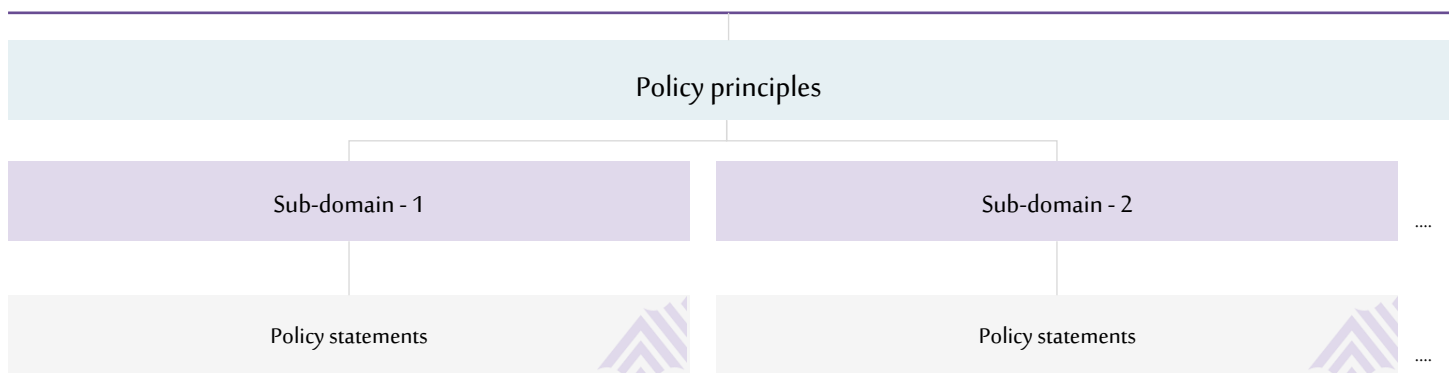 Policy principles
Sub-domain - 1
Sub-domain - 2
....
Policy statements
Policy statements
....